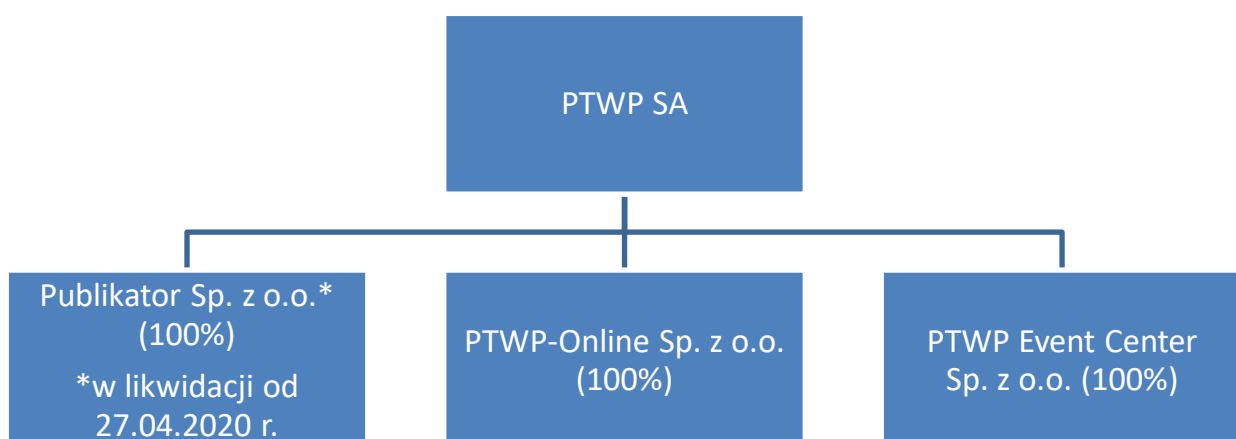 PTWP SA
Publikator Sp. z o.o.*
(100%)
*w likwidacji od
27.04.2020 r.
PTWP-Online Sp. z o.o.
(100%)
PTWP Event Center
Sp. z o.o. (100%)